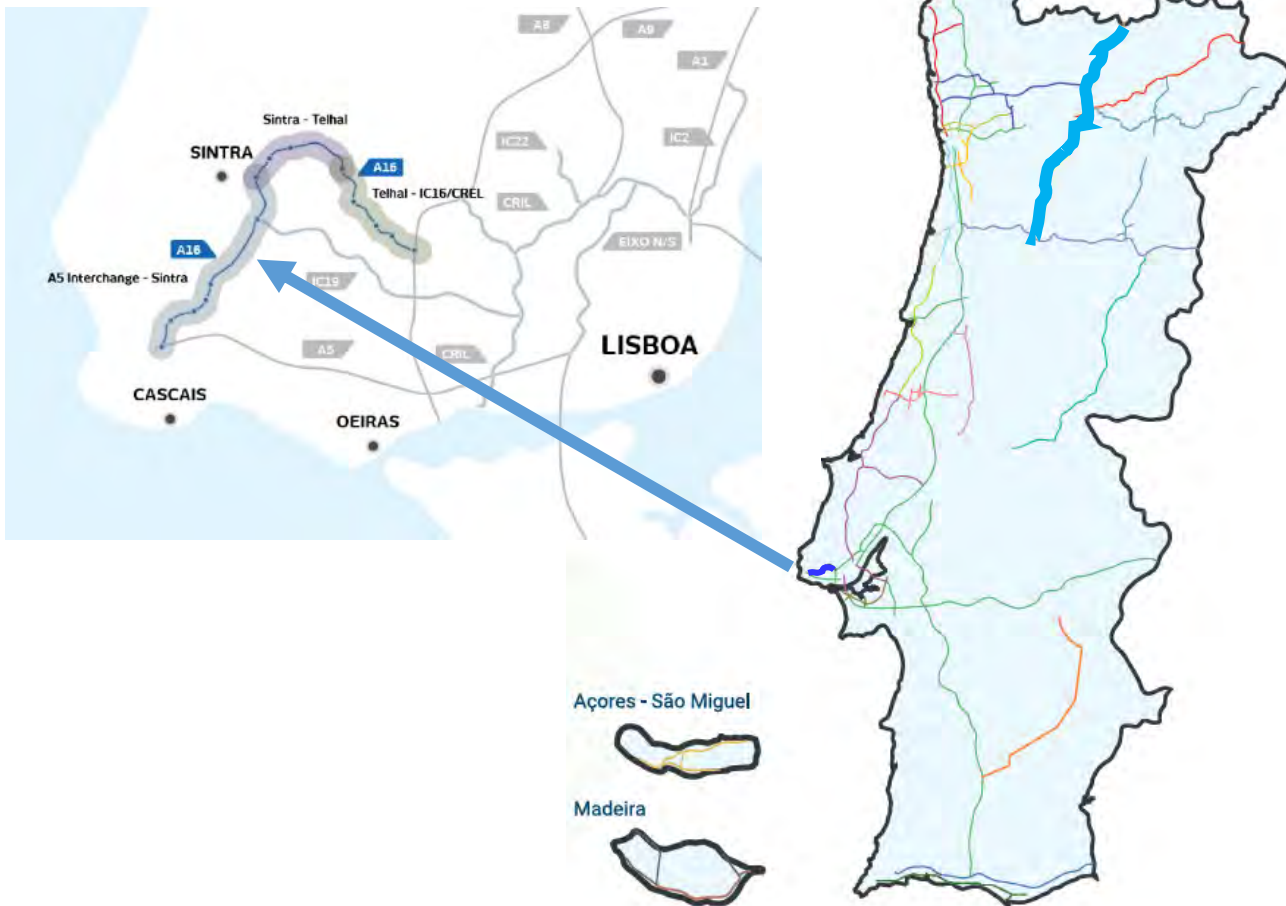 A8
A9
A1
Sintra - Telhal
SINTRA
A16
IC22
IC2
Telhal - IC16/CREL
CRIL
A16
EIXO N/S
A5 Interchange - Sintra
IC19
LISBOA
A5
CRIL
CASCAIS
OEIRAS
Açores - São Miguel
Madeira